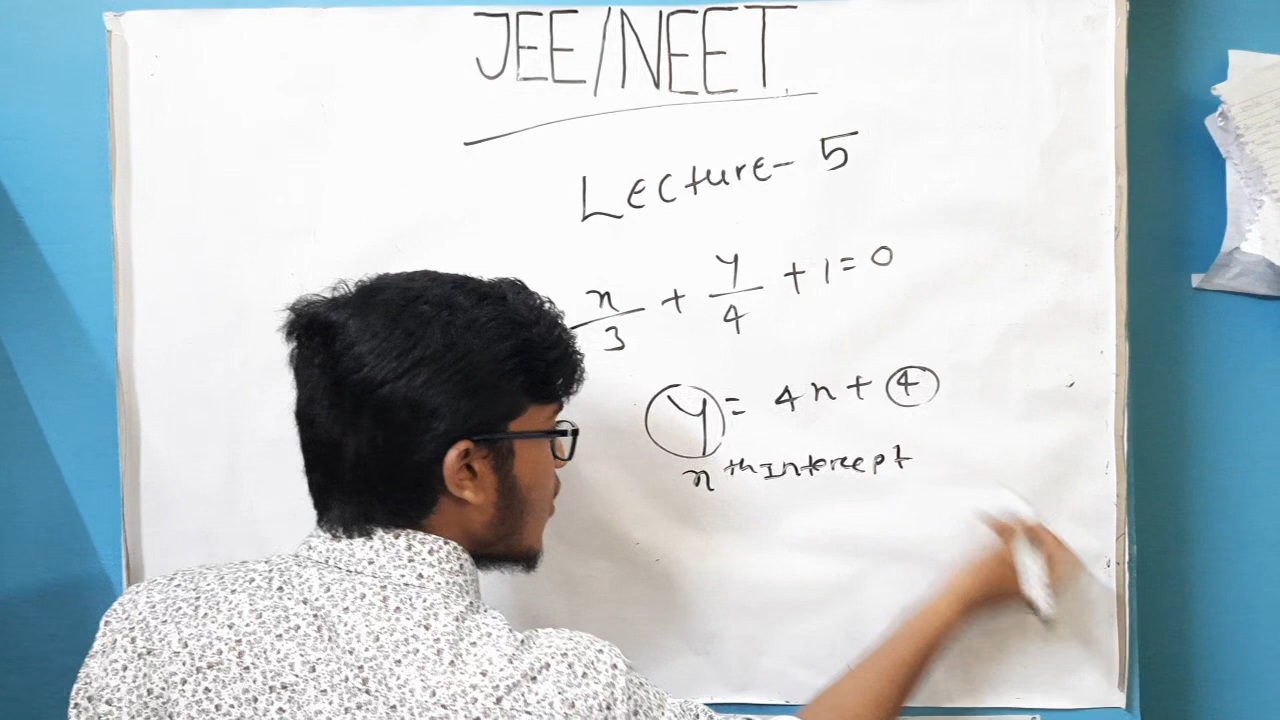 JEE/NEET
Lecture - 5
x/3 + y/4 + 1 = 0
y = 4x + 4
x th Intercept